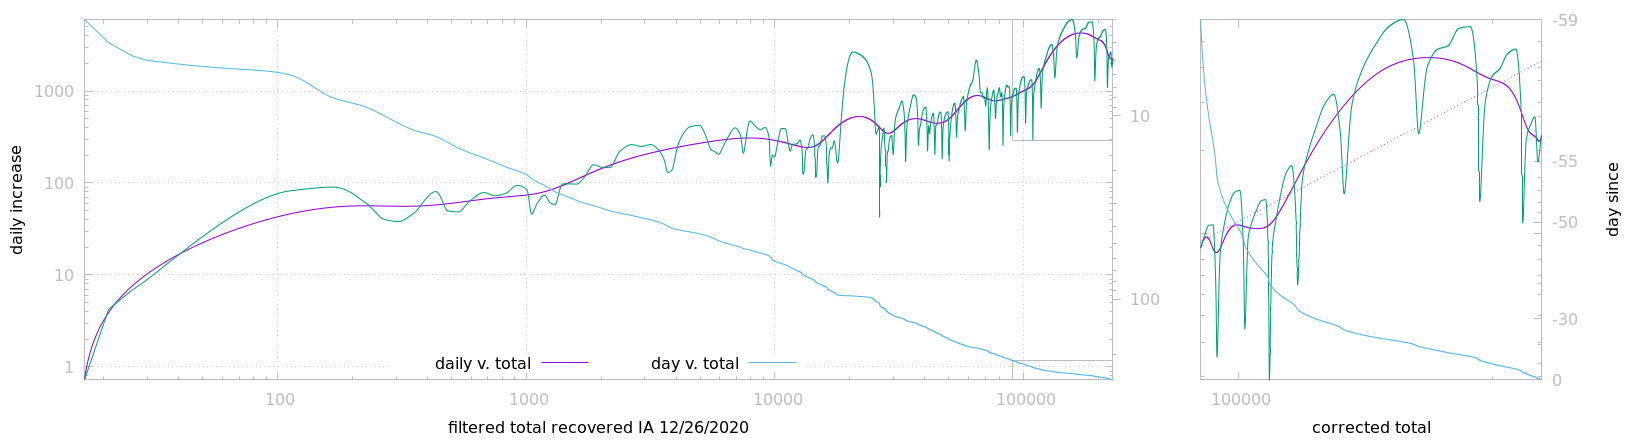 -59
1000
10
daily increase
-55
100
-50
day since
10
100
-30
1
daily v. total
day v. total
0
100
1000
10000
100000
100000
filtered total recovered IA 12/26/2020
corrected total